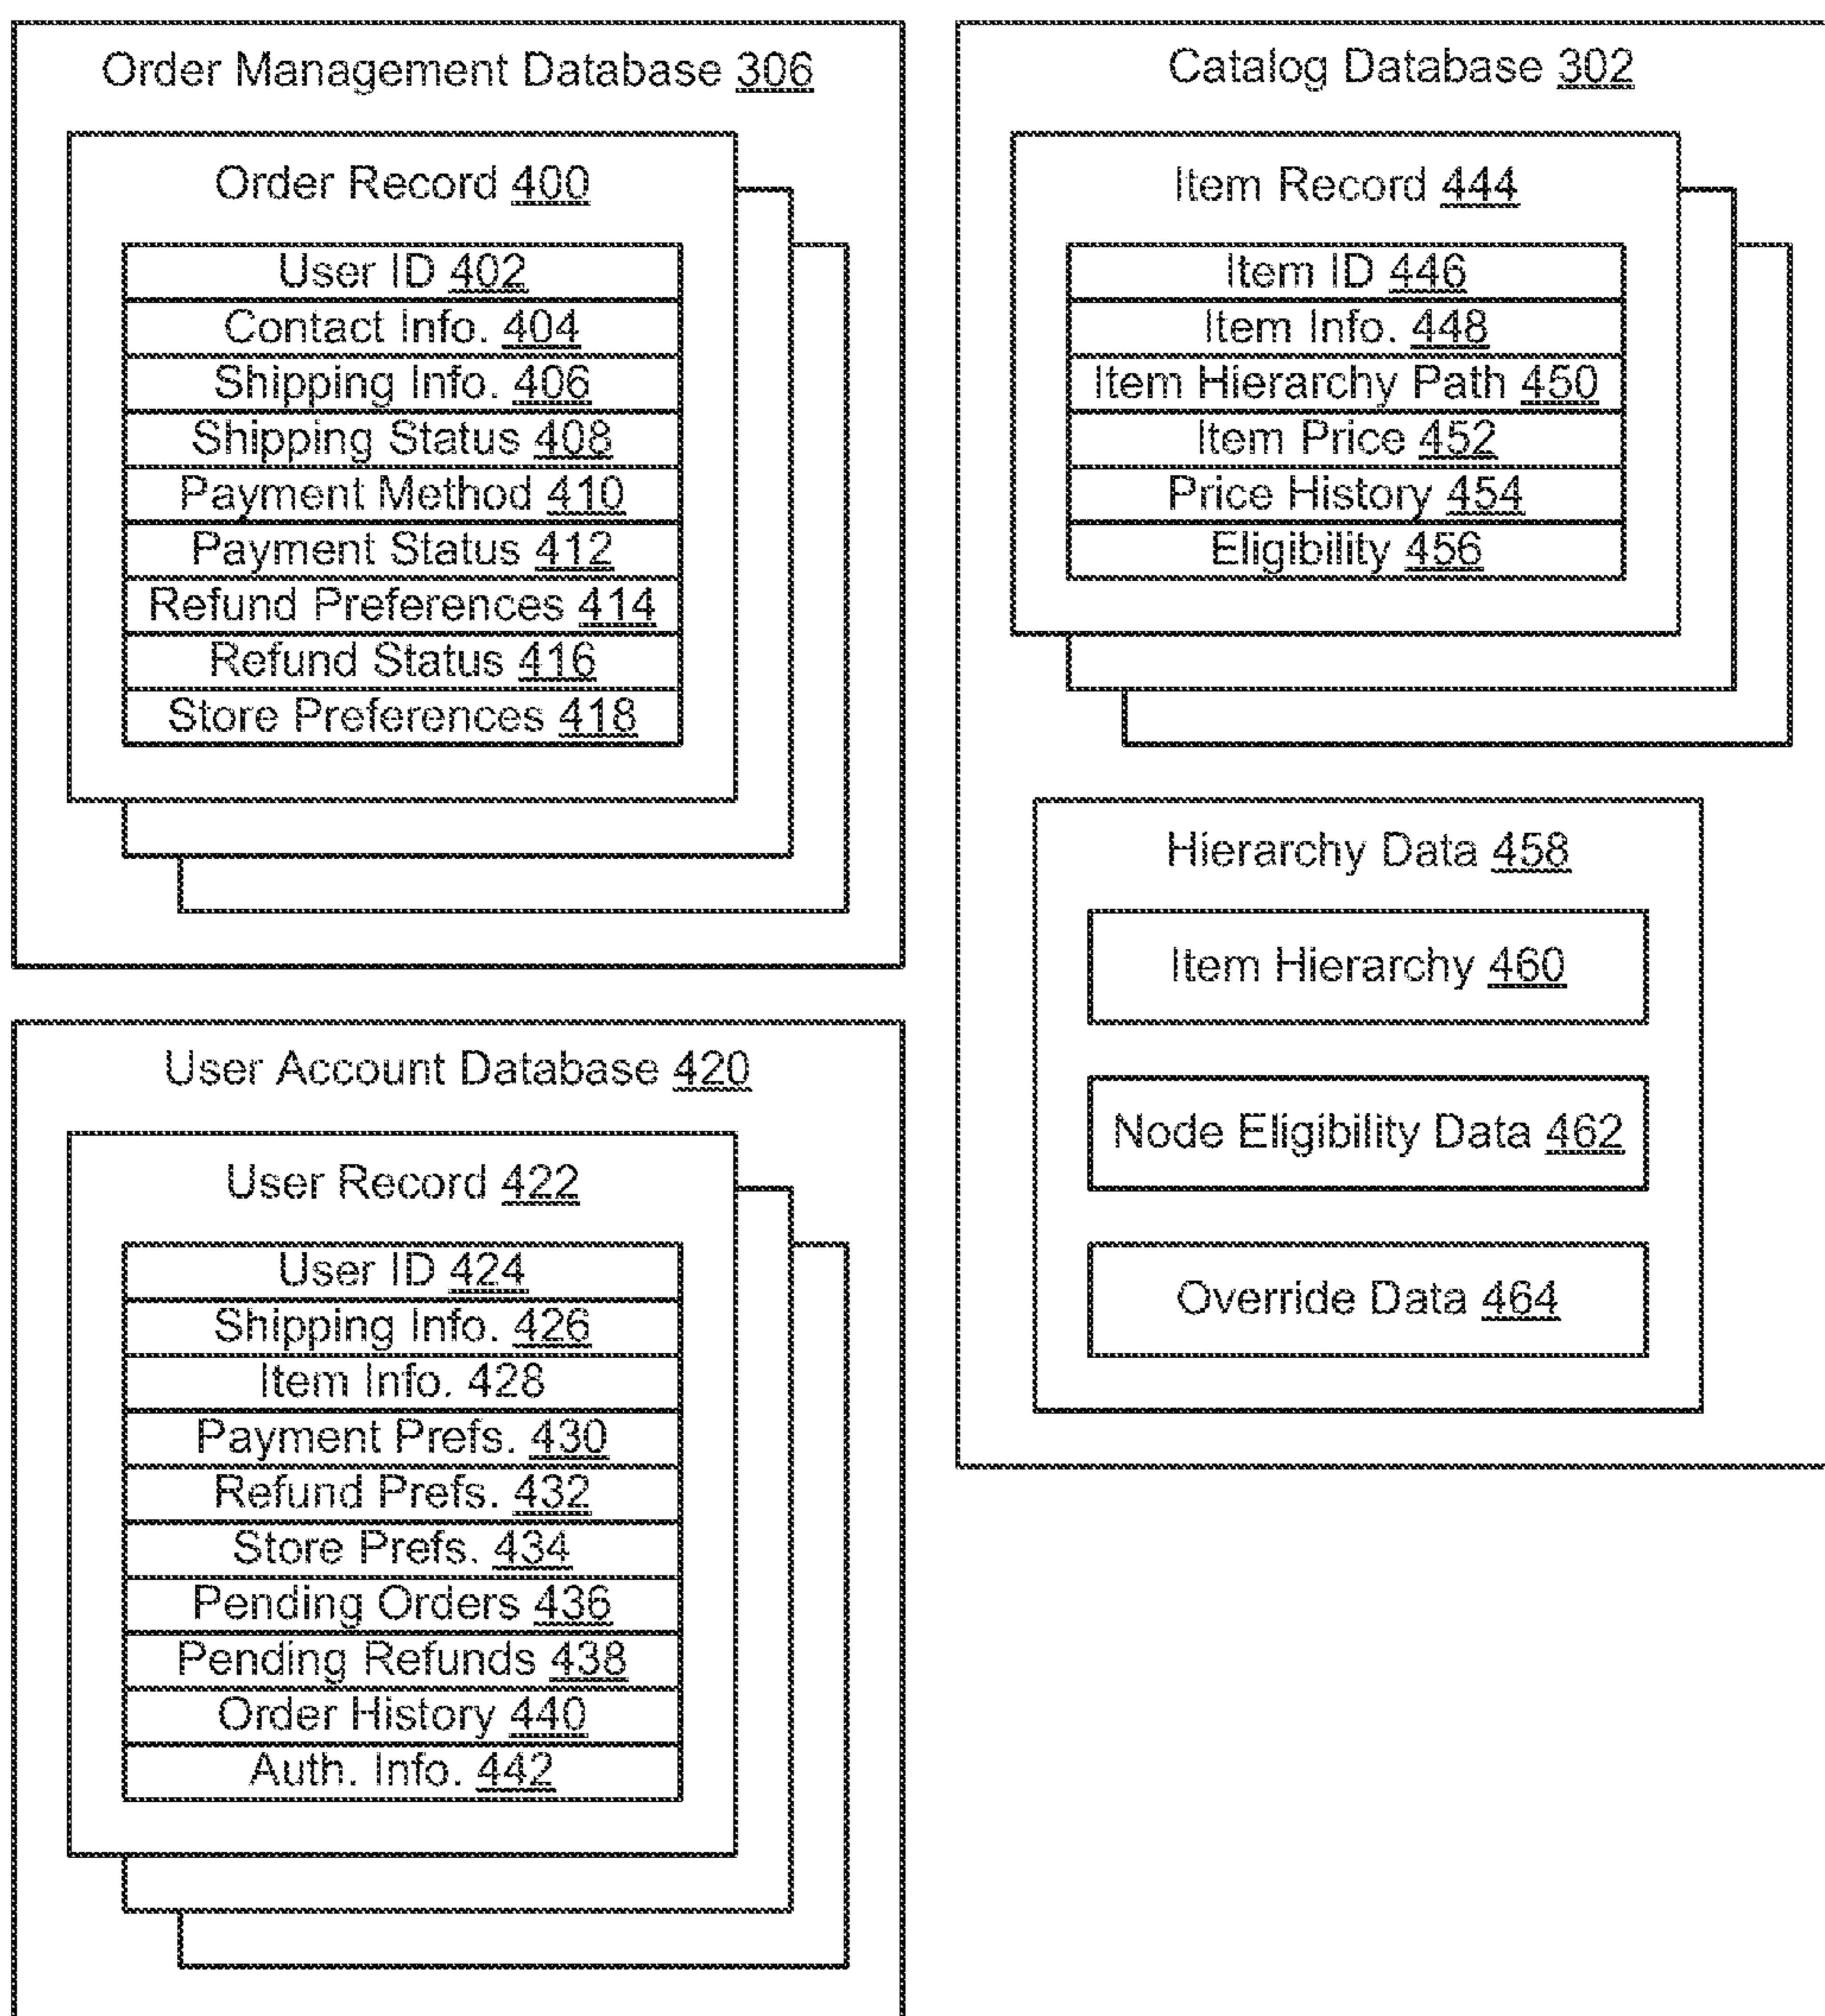 Order Management Database 306
Order Record 400
User ID 402
Contact Info. 404
Shipping Info. 406
Shipping Status 408
Payment Method 410
Payment Status 412
Refund Preferences 414
Refund Status 416
Store Preferences 418
User Account Database 420
User Record 422
User ID 424
Shipping Info. 426
Item Info. 428
Payment Prefs. 430
Refund Prefs. 432
Store Prefs. 434
Pending Orders 436
Pending Refunds 438
Order History 440
Auth. Info. 442
Catalog Database 302
Item Record 444
Item ID 446
Item Info. 448
Item Hierarchy Path 450
Item Price 452
Price History 454
Eligibility 456
Hierarchy Data 458
Item Hierarchy 460
Node Eligibility Data 462
Override Data 464